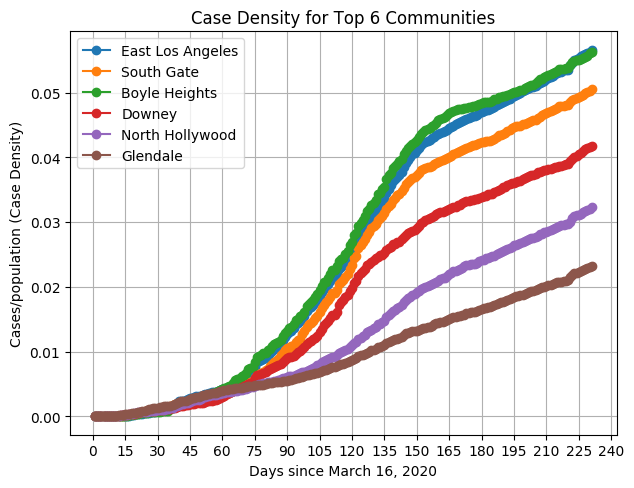 Case Density for Top 6 Communities
East Los Angeles
South Gate
Boyle Heights
Downey
North Hollywood
Glendale
Cases/population (Case Density)
0.05
0.04
0.03
0.02
0.01
0.00
0 15 30 45 60 75 90 105 120 135 150 165 180 195 210 225 240
Days since March 16, 2020